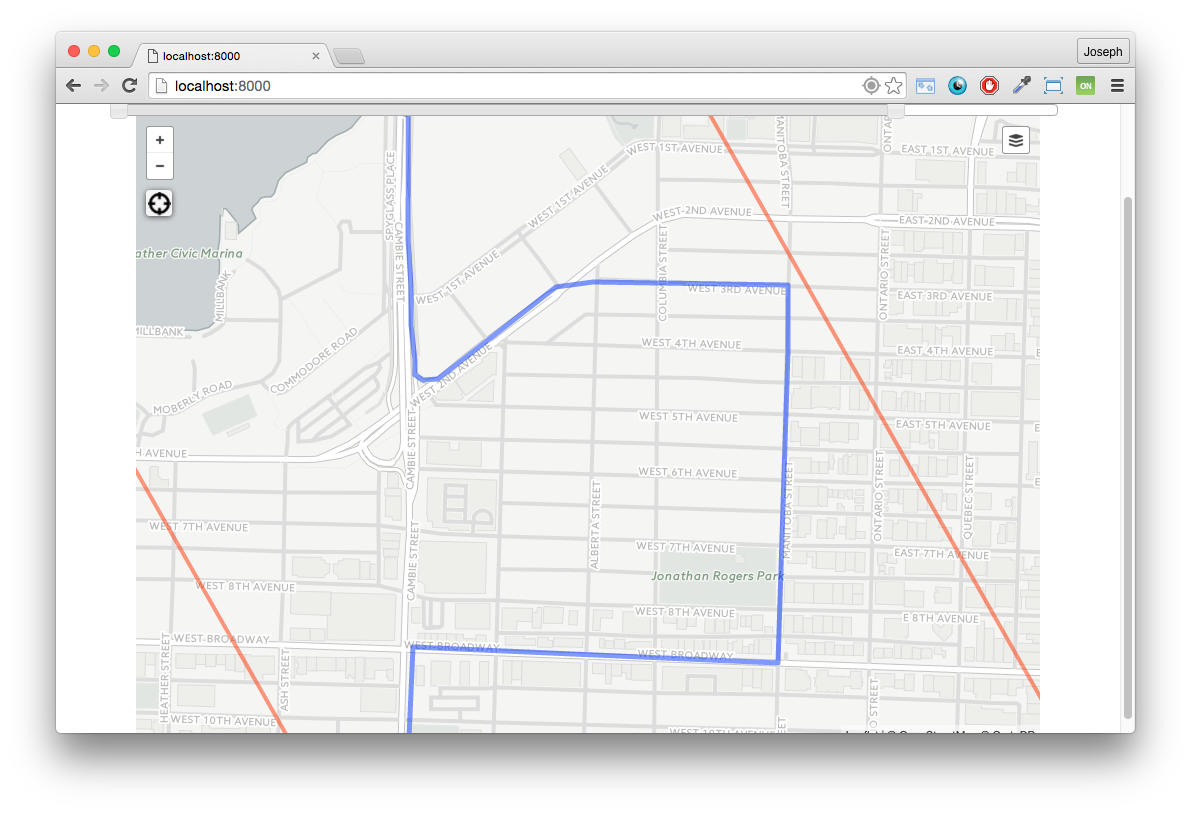 localhost:8000
Joseph
localhost:8000
ON
+
WEST 1ST AVENUE
EAST 1ST AVENUE
MANITOBA STREET
SPYGLASS PLACE
−
WEST 1ST AVENUE
WEST 2ND AVENUE
EAST 2ND AVENUE
CAMBIE STREET
COLUMBIA STREET
ONTARIO STREET
MILLBANK
WEST 1ST AVENUE
WEST 3RD AVENUE
EAST 3RD AVENUE
MILLBANK
COMMODORE ROAD
WEST 4TH AVENUE
EAST 4TH AVENUE
WEST 2ND AVENUE
MOBERLY ROAD
WEST 5TH AVENUE
EAST 5TH AVENUE
CAMBIE STREET
AVENUE
WEST 6TH AVENUE
MANITOBA STREET
ONTARIO STREET
QUEBEC STREET
ALBERTA STREET
WEST 7TH AVENUE
CAMBIE STREET
WEST 7TH AVENUE
EAST 7TH AVENUE
Jonathan Rogers Park
WEST 8TH AVENUE
WEST 8TH AVENUE
E 8TH AVENUE
WEST BROADWAY
WEST BROADWAY
WEST BROADWAY
HEATHER STREET
ASH STREET
WEST 10TH AVENUE
WEST 10TH AVENUE